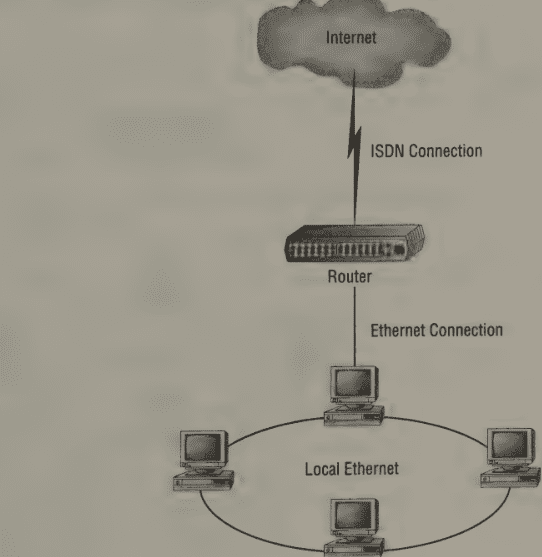 Internet
ISDN Connection
Router
Ethernet Connection
Local Ethernet